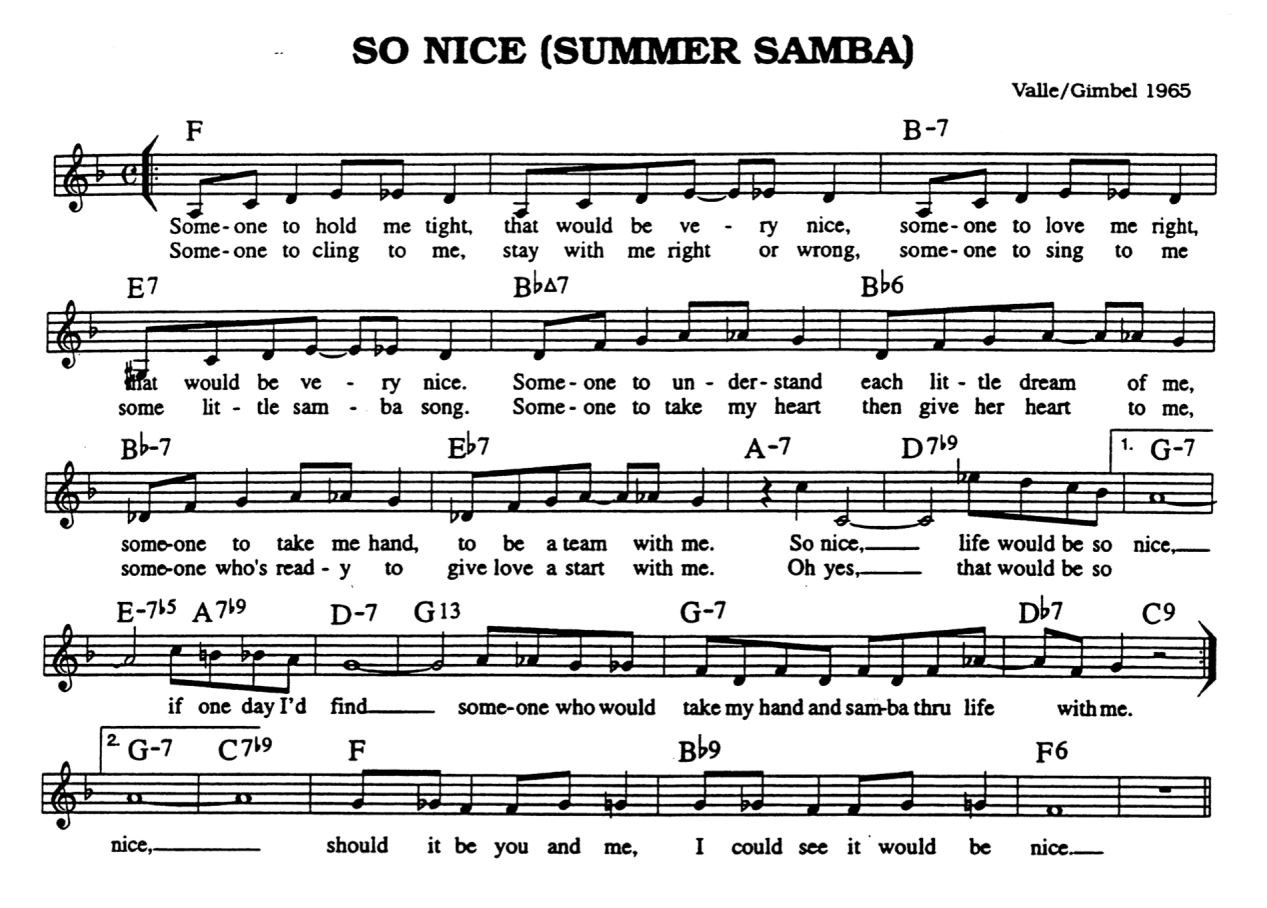 SO NICE (SUMMER SAMBA)
Valle/Gimbel 1965
F B-7
Some-one to hold me tight, that would be ve - ry nice, some-one to love me right,
Some-one to cling to me, stay with me right or wrong, some-one to sing to me
E7 B♭Δ7 B♭6
that would be ve - ry nice. Some-one to un - der-stand each lit - tle dream of me,
some lit - tle sam - ba song. Some-one to take my heart then give her heart to me,
B♭-7 E♭7 A-7 D7♭9 1. G-7
some-one to take me hand, to be a team with me. So nice, life would be so nice,
some-one who's read-y to give love a start with me. Oh yes, that would be so
E-7♭5 A7♭9 D-7 G13 G-7 D♭7 C9
if one day I'd find some-one who would take my hand and sam-ba thru life with me.
2. G-7 C7♭9 F B♭9 F6
nice, should it be you and me, I could see it would be nice.